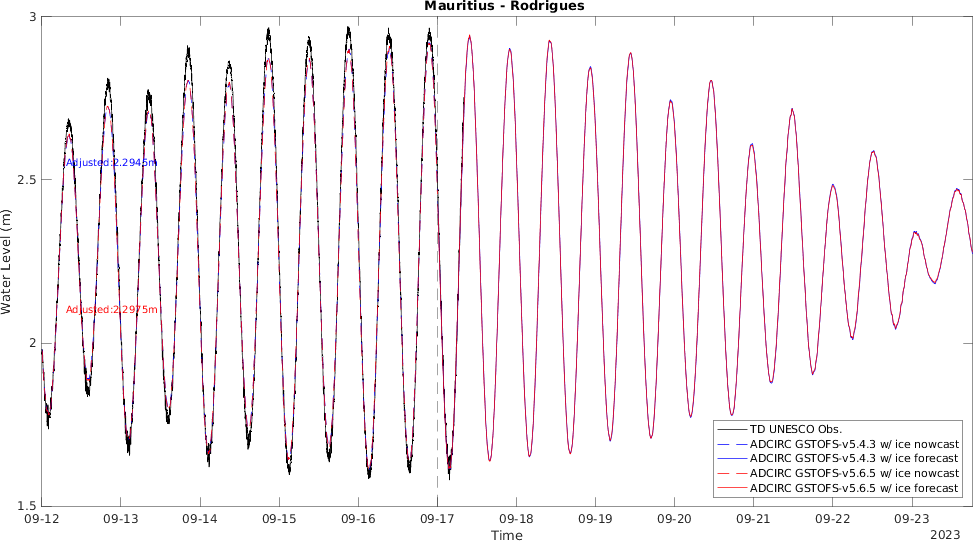 Mauritius - Rodrigues
3
2.5
2
1.5
Water Level (m)
Adjusted:2.2945m
Adjusted:2.2975m
TD UNESCO Obs.
ADCIRC GSTOFS-v5.4.3 w/ ice nowcast
ADCIRC GSTOFS-v5.4.3 w/ ice forecast
ADCIRC GSTOFS-v5.6.5 w/ ice nowcast
ADCIRC GSTOFS-v5.6.5 w/ ice forecast
09-12 09-13 09-14 09-15 09-16 09-17 09-18 09-19 09-20 09-21 09-22 09-23
Time
2023